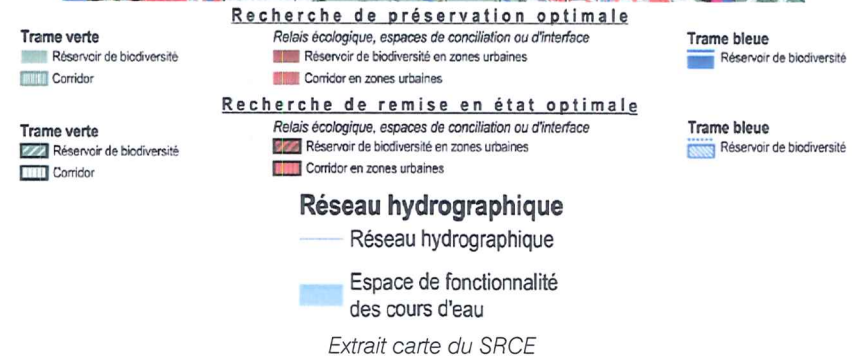 Recherche de préservation optimale
Trame verte
Réservoir de biodiversité
Corridor
Relais écologique, espaces de conciliation ou d'interface
Réservoir de biodiversité en zones urbaines
Corridor en zones urbaines
Trame bleue
Réservoir de biodiversité
Recherche de remise en état optimale
Trame verte
Réservoir de biodiversité
Corridor
Relais écologique, espaces de conciliation ou d'interface
Réservoir de biodiversité en zones urbaines
Corridor en zones urbaines
Trame bleue
Réservoir de biodiversité
Réseau hydrographique
Réseau hydrographique
Espace de fonctionnalité
des cours d'eau
Extrait carte du SRCE